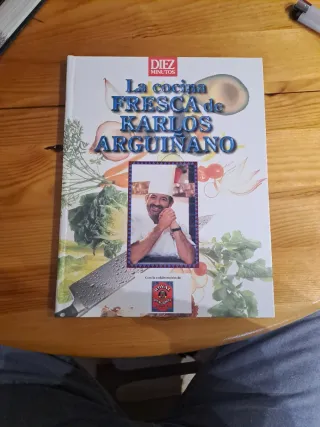 DIEZ
MINUTOS
La cocina
FRESCA de
KARLOS
ARGUIÑANO